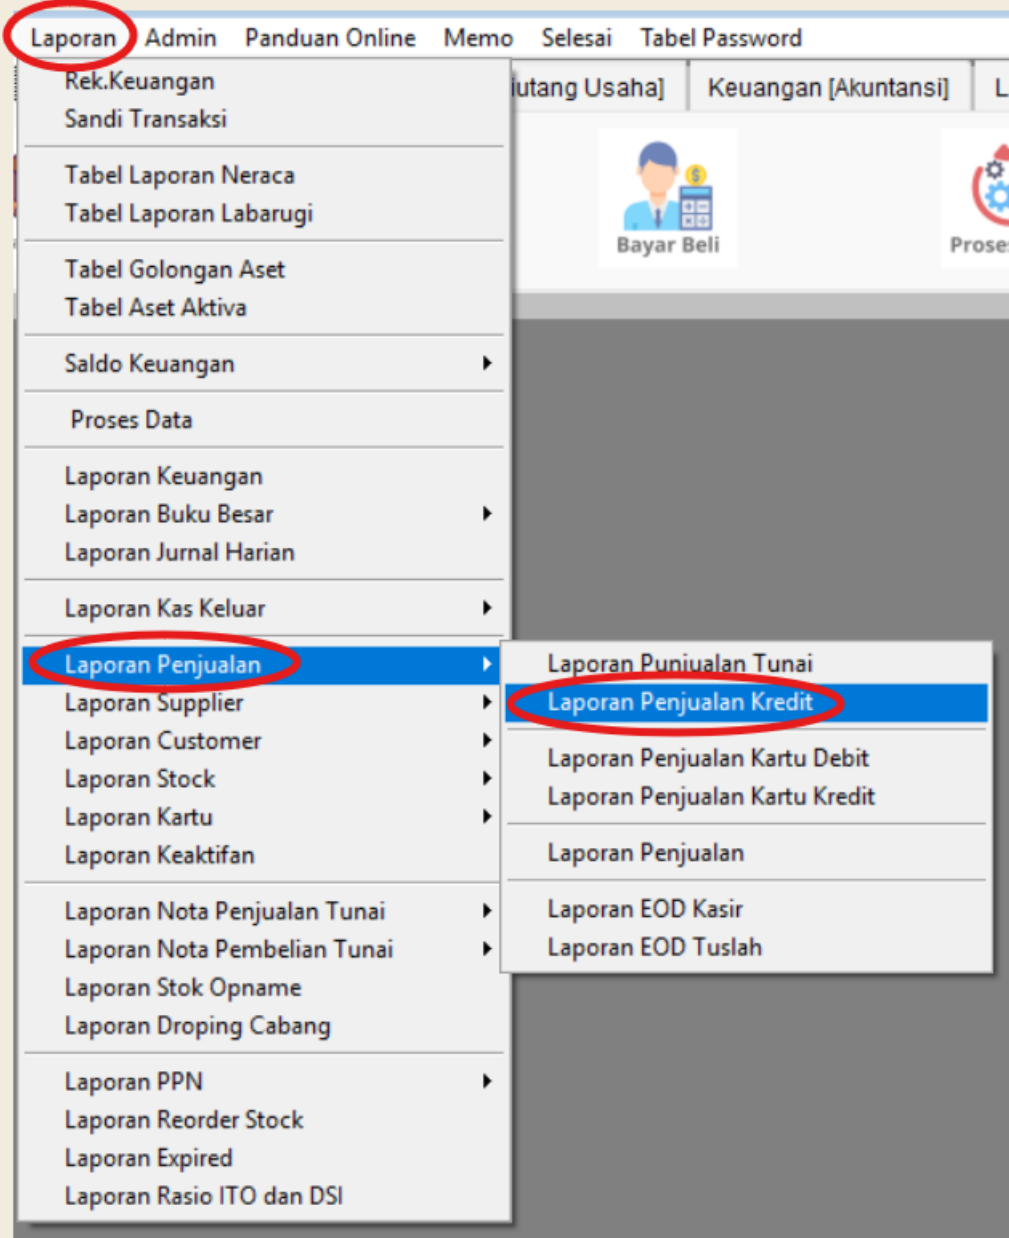 Laporan Admin Panduan Online Memo Selesai Tabel Password
iutang Usaha] Keuangan [Akuntansi] L
Bayar Beli Proses
Rek.Keuangan
Sandi Transaksi
Tabel Laporan Neraca
Tabel Laporan Labarugi
Tabel Golongan Aset
Tabel Aset Aktiva
Saldo Keuangan
Proses Data
Laporan Keuangan
Laporan Buku Besar
Laporan Jurnal Harian
Laporan Kas Keluar
Laporan Penjualan
Laporan Supplier
Laporan Customer
Laporan Stock
Laporan Kartu
Laporan Keaktifan
Laporan Nota Penjualan Tunai
Laporan Nota Pembelian Tunai
Laporan Stok Opname
Laporan Droping Cabang
Laporan PPN
Laporan Reorder Stock
Laporan Expired
Laporan Rasio ITO dan DSI
Laporan Punjualan Tunai
Laporan Penjualan Kredit
Laporan Penjualan Kartu Debit
Laporan Penjualan Kartu Kredit
Laporan Penjualan
Laporan EOD Kasir
Laporan EOD Tuslah